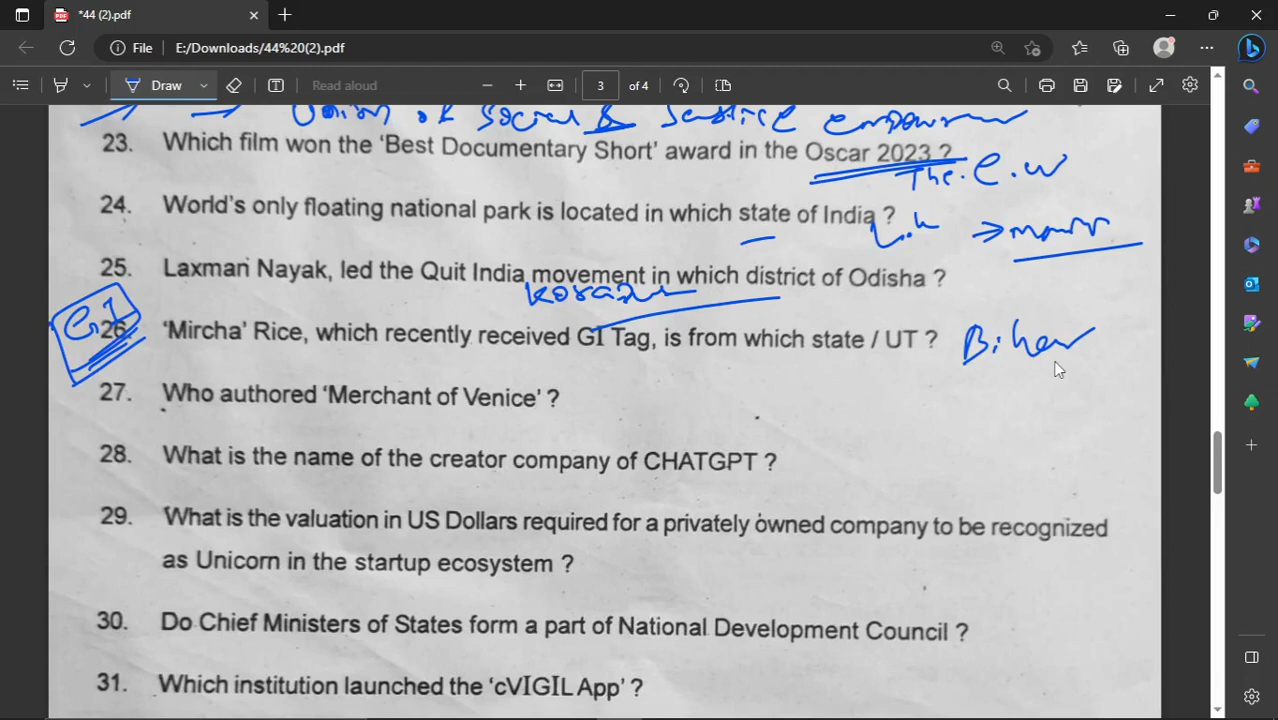 *44 (2).pdf
File E:/Downloads/44%20(2).pdf
Draw Read aloud 3 of 4
of Social &
23. Which film won the ‘Best Documentary Short’ award in the Oscar 2023 ?
The. E. W
24. World's only floating national park is located in which state of India ?
25. Laxman Nayak, led the Quit India movement in which district of Odisha ?
GI
26. ‘Mircha’ Rice, which recently received GI Tag, is from which state / UT ? Bihar
27. Who authored ‘Merchant of Venice’ ?
28. What is the name of the creator company of CHATGPT ?
29. What is the valuation in US Dollars required for a privately owned company to be recognized
as Unicorn in the startup ecosystem ?
30. Do Chief Ministers of States form a part of National Development Council ?
31. Which institution launched the ‘cVIGIL App’ ?